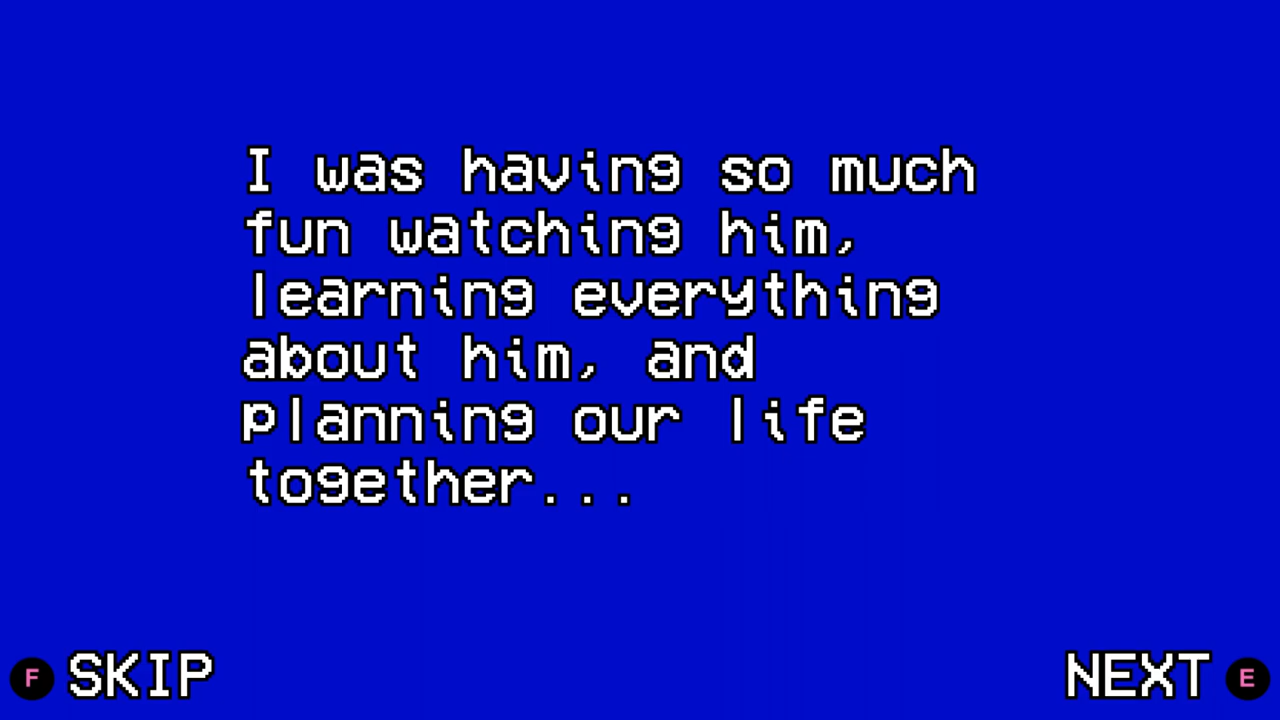 I was having so much
fun watching him,
learning everything
about him, and
planning our life
together...
F SKIP
NEXT E